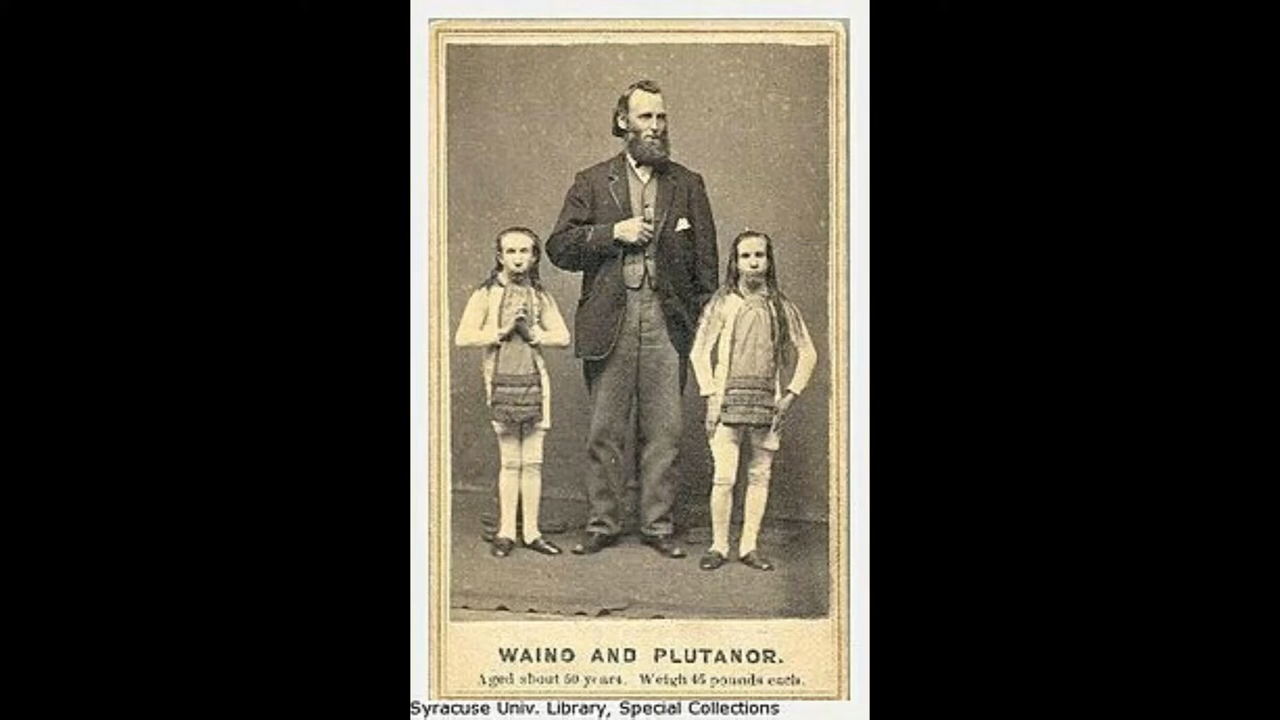 WAINO AND PLUTANOR.
Aged about 50 years. Weigh 45 pounds each.
Syracuse Univ. Library, Special Collections